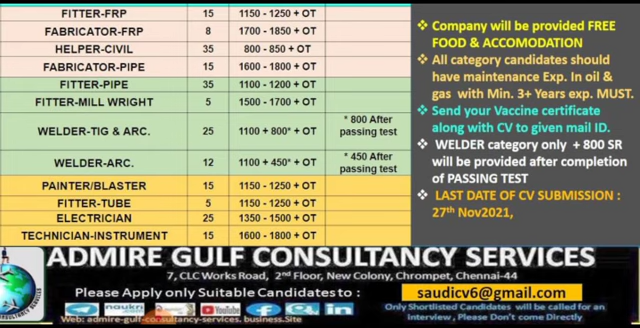 FITTER-FRP 15 1150 - 1250 + OT
FABRICATOR-FRP 8 1700 - 1850 + OT
HELPER-CIVIL 35 800 - 850 + OT
FABRICATOR-PIPE 15 1600 - 1800 + OT
FITTER-PIPE 35 1100 - 1200 + OT
FITTER-MILL WRIGHT 5 1500 - 1700 + OT
WELDER-TIG & ARC. 25 1100 + 800* + OT * 800 After passing test
WELDER-ARC. 12 1100 + 450* + OT * 450 After passing test
PAINTER/BLASTER 15 1150 - 1250 + OT
FITTER-TUBE 5 1150 - 1250 + OT
ELECTRICIAN 25 1350 - 1500 + OT
TECHNICIAN-INSTRUMENT 15 1600 - 1800 + OT
❖ Company will be provided FREE
FOOD & ACCOMODATION
❖ All category candidates should
have maintenance Exp. In oil &
gas with Min. 3+ Years exp. MUST.
❖ Send your Vaccine certificate
along with CV to given mail ID.
❖ WELDER category only + 800 SR
will be provided after completion
of PASSING TEST
❖ LAST DATE OF CV SUBMISSION :
27th Nov2021,
ADMIRE GULF CONSULTANCY SERVICES
7, CLC Works Road, 2nd Floor, New Colony, Chrompet, Chennai-44
Please Apply only Suitable Candidates to : saudicv6@gmail.com
naukri YouTube
Only Shortlisted Candidates will be called for an
Interview , Please Don't come Directly
Web: admire-gulf-consultancy-services. business.Site